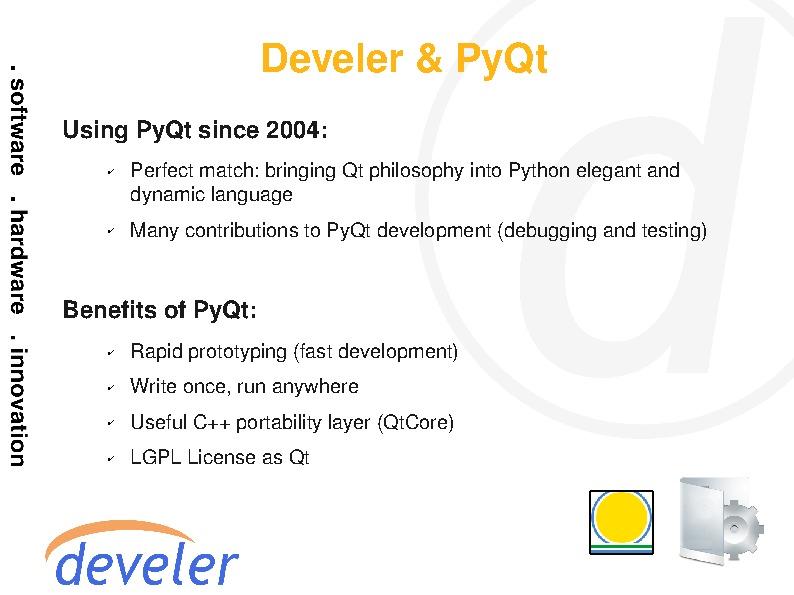 Develer & PyQt
. software . hardware . innovation
Using PyQt since 2004:
Perfect match: bringing Qt philosophy into Python elegant and
dynamic language
Many contributions to PyQt development (debugging and testing)
Benefits of PyQt:
Rapid prototyping (fast development)
Write once, run anywhere
Useful C++ portability layer (QtCore)
LGPL License as Qt
develer
d